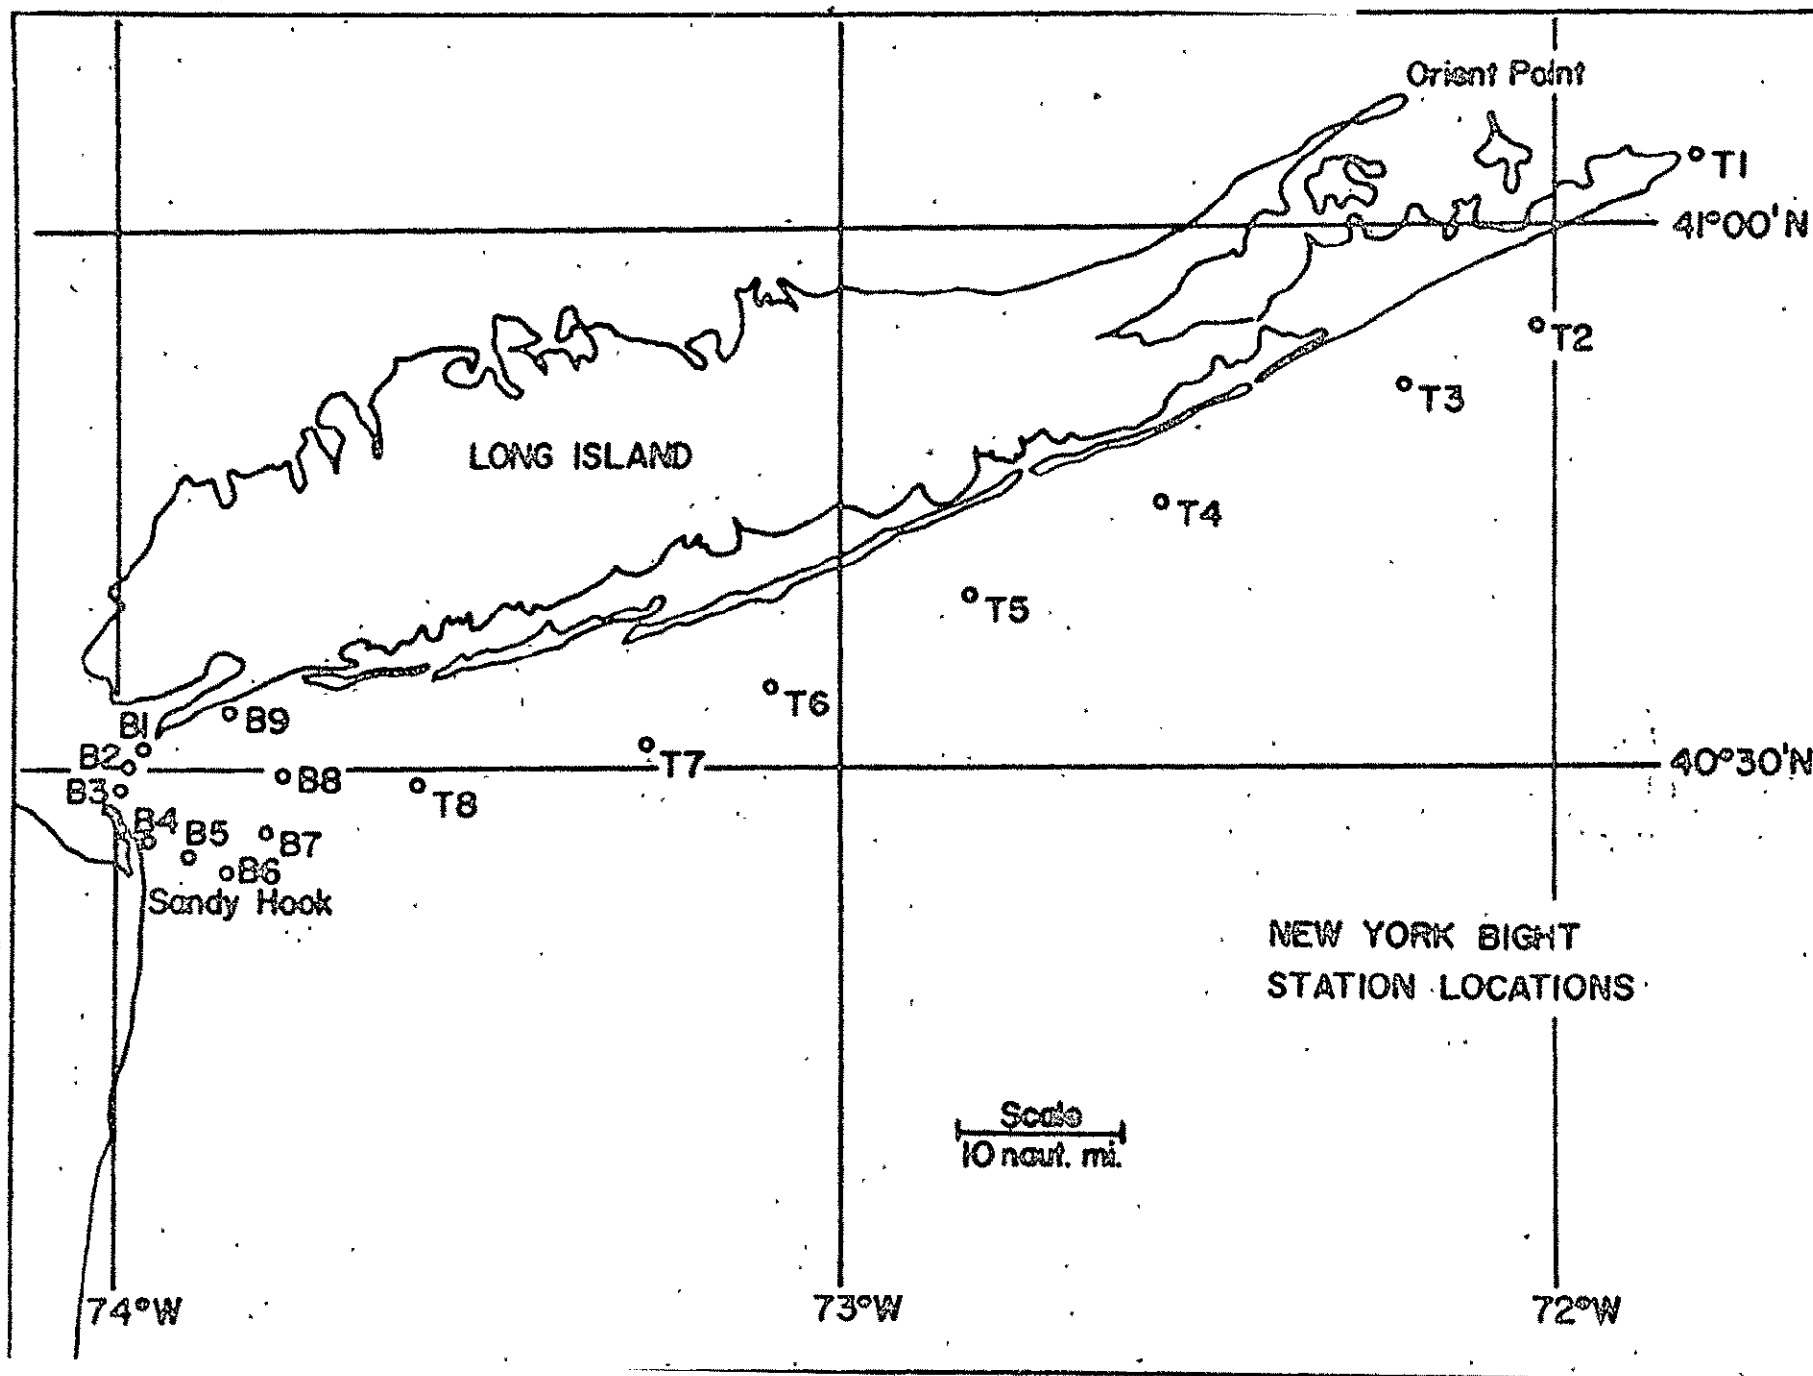 Orient Point
T1
41°00'N
T2
T3
LONG ISLAND
T4
T5
T6
B1
B9
B2
T7
40°30'N
B3
B8
T8
B4
B5
B7
B6
Sandy Hook
NEW YORK BIGHT
STATION LOCATIONS
Scale
10 naut. mi.
74°W
73°W
72°W